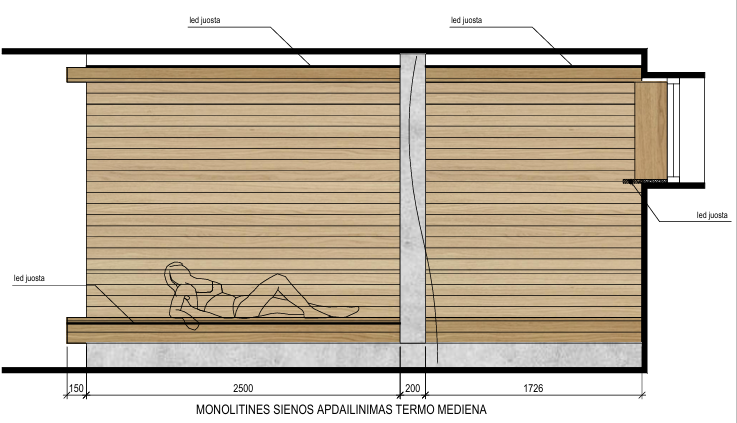 led juosta
led juosta
led juosta
led juosta
150
2500
200
1726
MONOLITINES SIENOS APDAILINIMAS TERMO MEDIENA